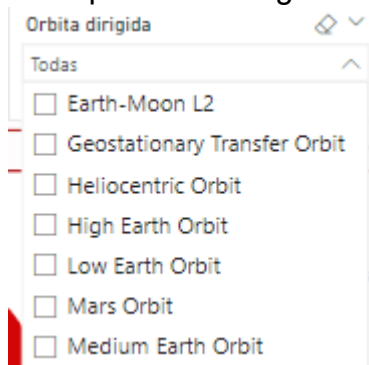 Orbita dirigida
Todas
Earth-Moon L2
Geostationary Transfer Orbit
Heliocentric Orbit
High Earth Orbit
Low Earth Orbit
Mars Orbit
Medium Earth Orbit